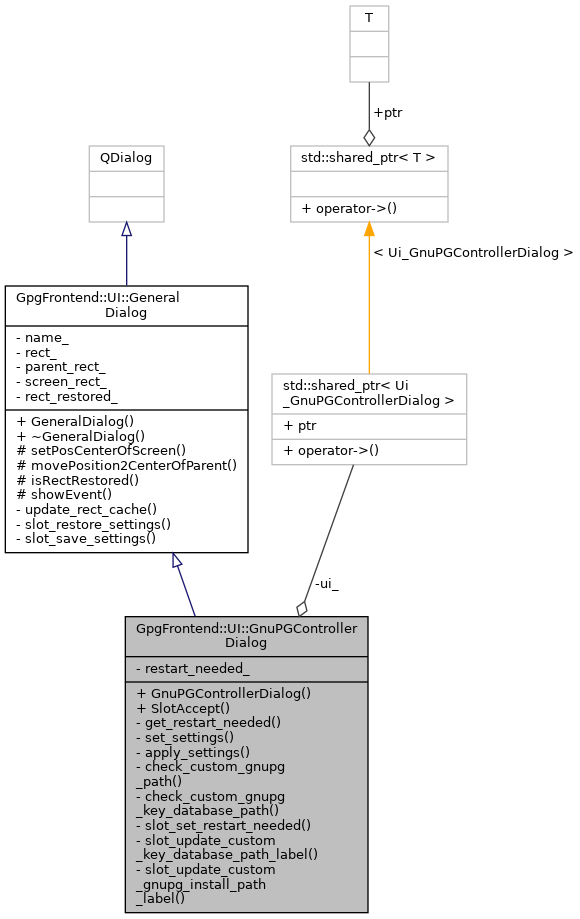 T
+ptr
QDialog
std::shared_ptr< T >
+ operator->()
< Ui_GnuPGControllerDialog >
GpgFrontend::UI::General
Dialog
- name_
- rect_
- parent_rect_
- screen_rect_
- rect_restored_
+ GeneralDialog()
+ ~GeneralDialog()
# setPosCenterOfScreen()
# movePosition2CenterOfParent()
# isRectRestored()
# showEvent()
- update_rect_cache()
- slot_restore_settings()
- slot_save_settings()
std::shared_ptr< Ui
_GnuPGControllerDialog >
+ ptr
+ operator->()
-ui_
GpgFrontend::UI::GnuPGController
Dialog
- restart_needed_
+ GnuPGControllerDialog()
+ SlotAccept()
- get_restart_needed()
- set_settings()
- apply_settings()
- check_custom_gnupg
_path()
- check_custom_gnupg
_key_database_path()
- slot_set_restart_needed()
- slot_update_custom
_key_database_path_label()
- slot_update_custom
_gnupg_install_path
_label()